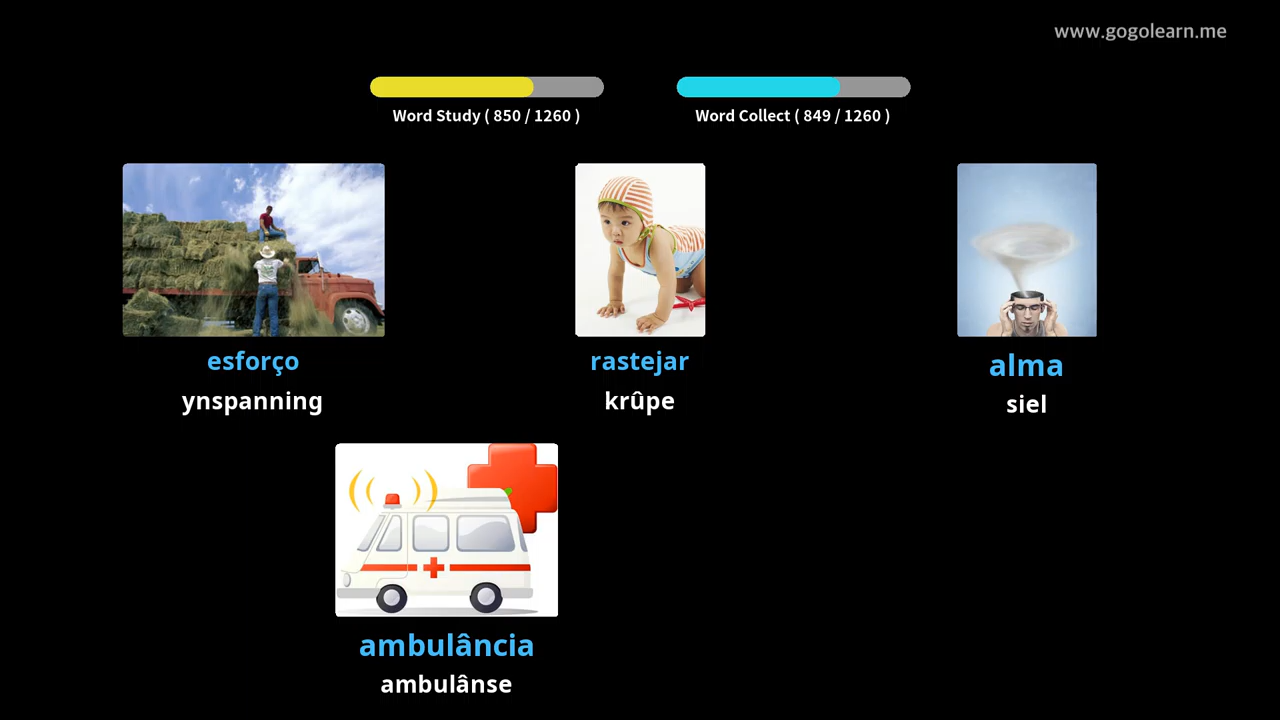 www.gogolearn.me
Word Study ( 850 / 1260 )
Word Collect ( 849 / 1260 )
esforço
ynspanning
rastejar
krûpe
alma
siel
ambulância
ambulânse